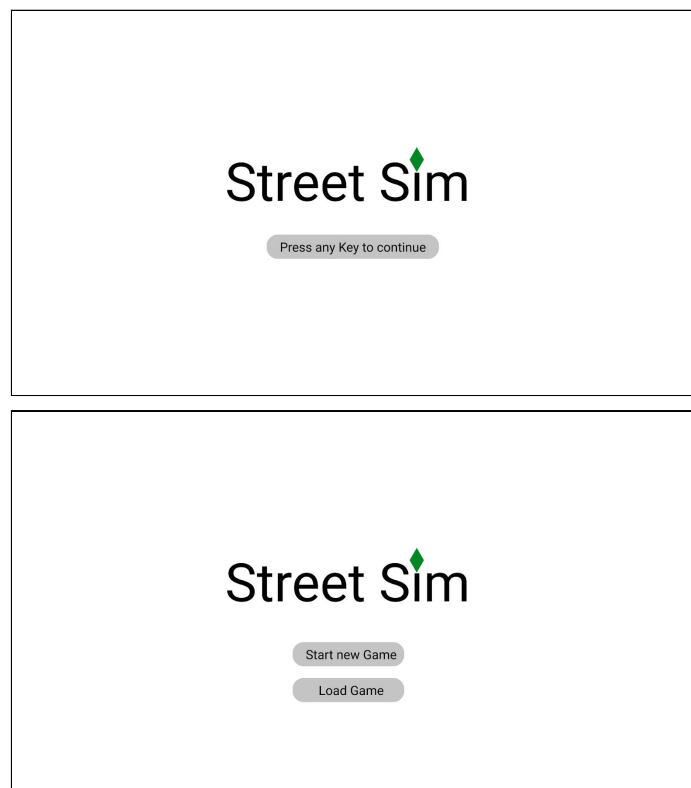 Street Sim
Press any Key to continue
Street Sim
Start new Game
Load Game